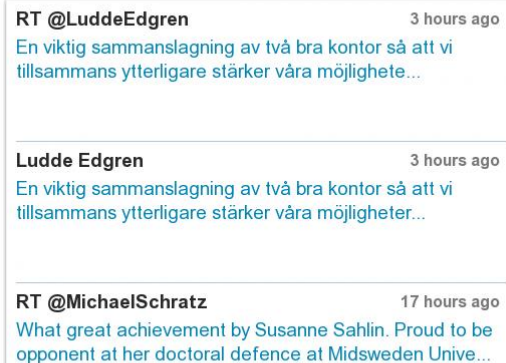 RT @LuddeEdgren 3 hours ago
En viktig sammanslagning av två bra kontor så att vi
tillsammans ytterligare stärker våra möjlighete...
Ludde Edgren 3 hours ago
En viktig sammanslagning av två bra kontor så att vi
tillsammans ytterligare stärker våra möjligheter...
RT @MichaelSchratz 17 hours ago
What great achievement by Susanne Sahlin. Proud to be
opponent at her doctoral defence at Midsweden Unive...